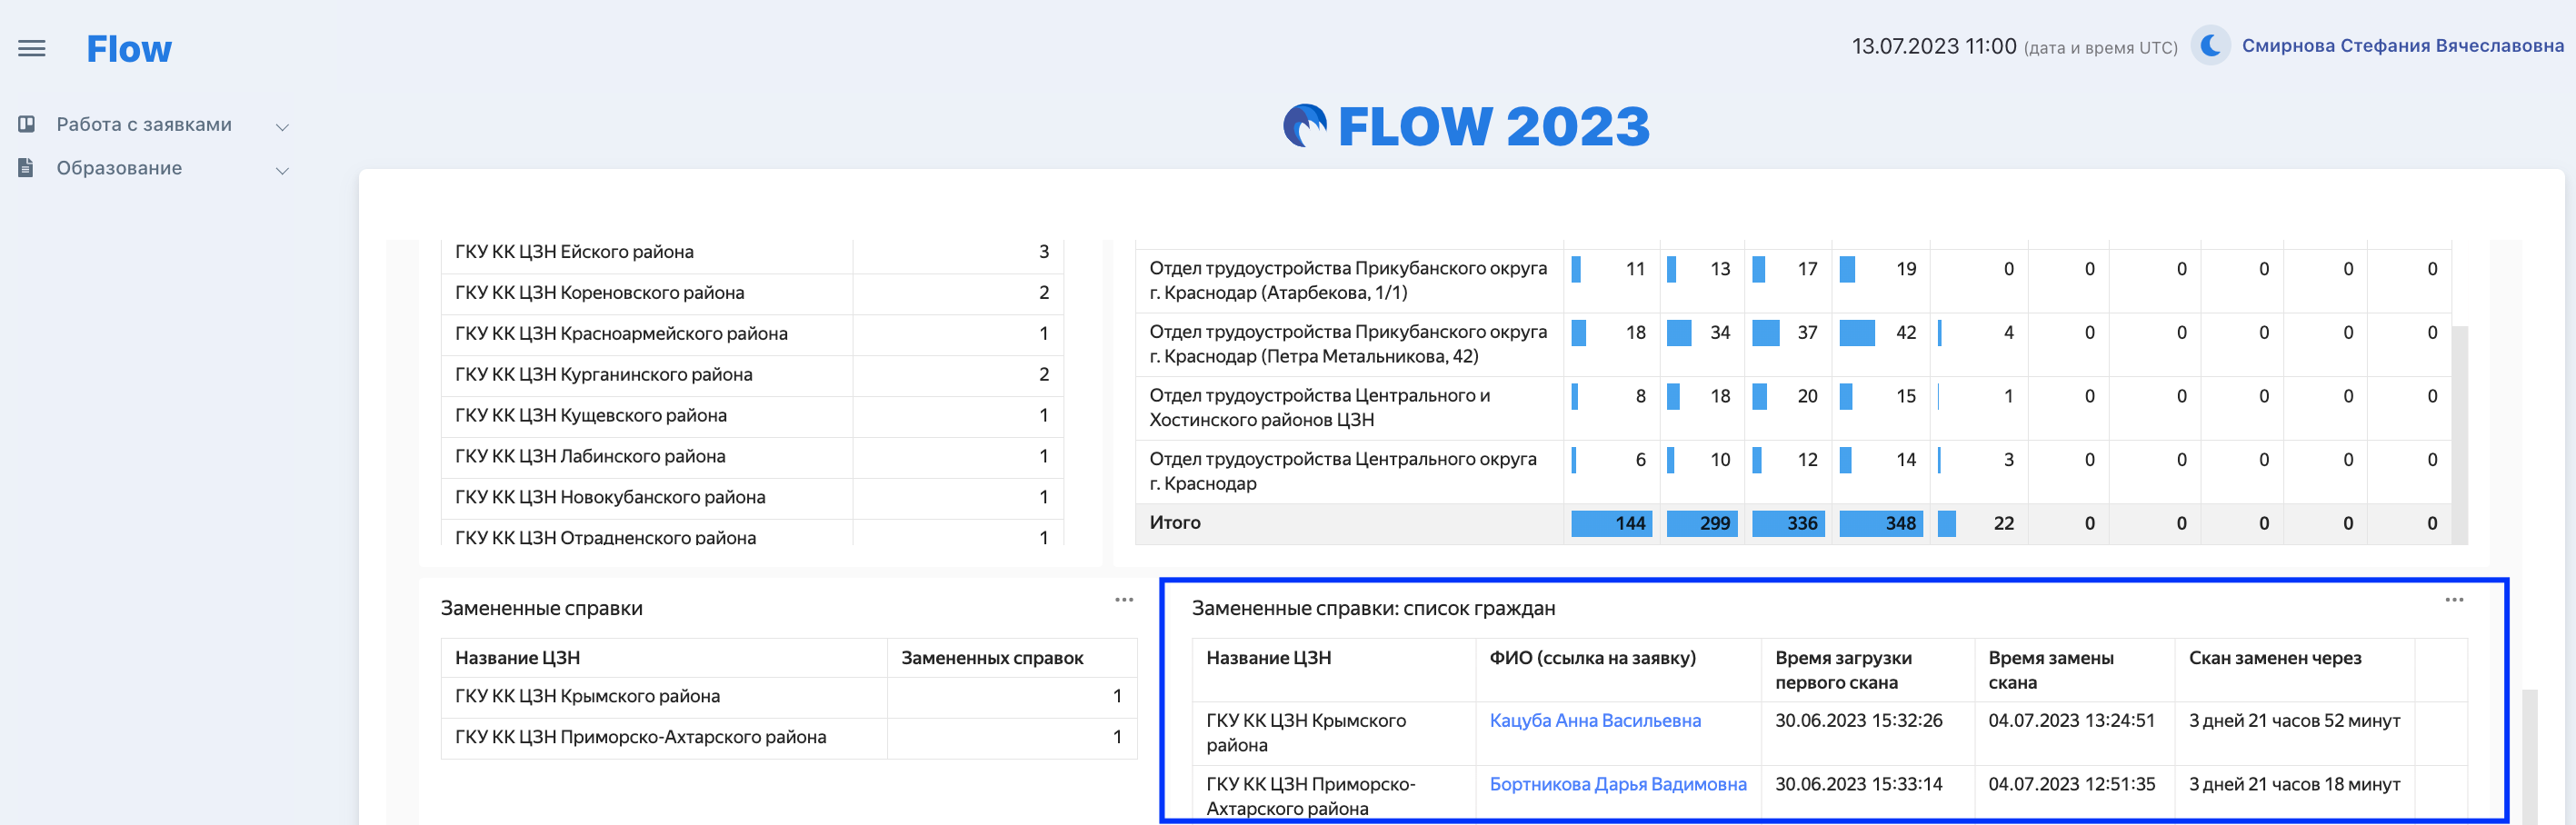 Flow
13.07.2023 11:00 (дата и время UTC) Смирнова Стефания Вячеславовна
FLOW 2023
Работа с заявками
Образование
ГКУ КК ЦЗН Ейского района 3
ГКУ КК ЦЗН Кореновского района 2
ГКУ КК ЦЗН Красноармейского района 1
ГКУ КК ЦЗН Курганинского района 2
ГКУ КК ЦЗН Кущевского района 1
ГКУ КК ЦЗН Лабинского района 1
ГКУ КК ЦЗН Новокубанского района 1
ГКУ КК ЦЗН Отрадненского района 1
Отдел трудоустройства Прикубанского округа 11 13 17 19 0 0 0 0 0 0
г. Краснодар (Атарбекова, 1/1)
Отдел трудоустройства Прикубанского округа 18 34 37 42 4 0 0 0 0 0
г. Краснодар (Петра Метальникова, 42)
Отдел трудоустройства Центрального и 8 18 20 15 1 0 0 0 0 0
Хостинского районов ЦЗН
Отдел трудоустройства Центрального округа 6 10 12 14 3 0 0 0 0 0
г. Краснодар
Итого 144 299 336 348 22 0 0 0 0 0
Замененные справки
Название ЦЗН Замененных справок
ГКУ КК ЦЗН Крымского района 1
ГКУ КК ЦЗН Приморско-Ахтарского района 1
Замененные справки: список граждан
Название ЦЗН ФИО (ссылка на заявку) Время загрузки Время замены Скан заменен через
первого скана скана
ГКУ КК ЦЗН Крымского Кацуба Анна Васильевна 30.06.2023 15:32:26 04.07.2023 13:24:51 3 дней 21 часов 52 минут
района
ГКУ КК ЦЗН Приморско- Бортникова Дарья Вадимовна 30.06.2023 15:33:14 04.07.2023 12:51:35 3 дней 21 часов 18 минут
Ахтарского района